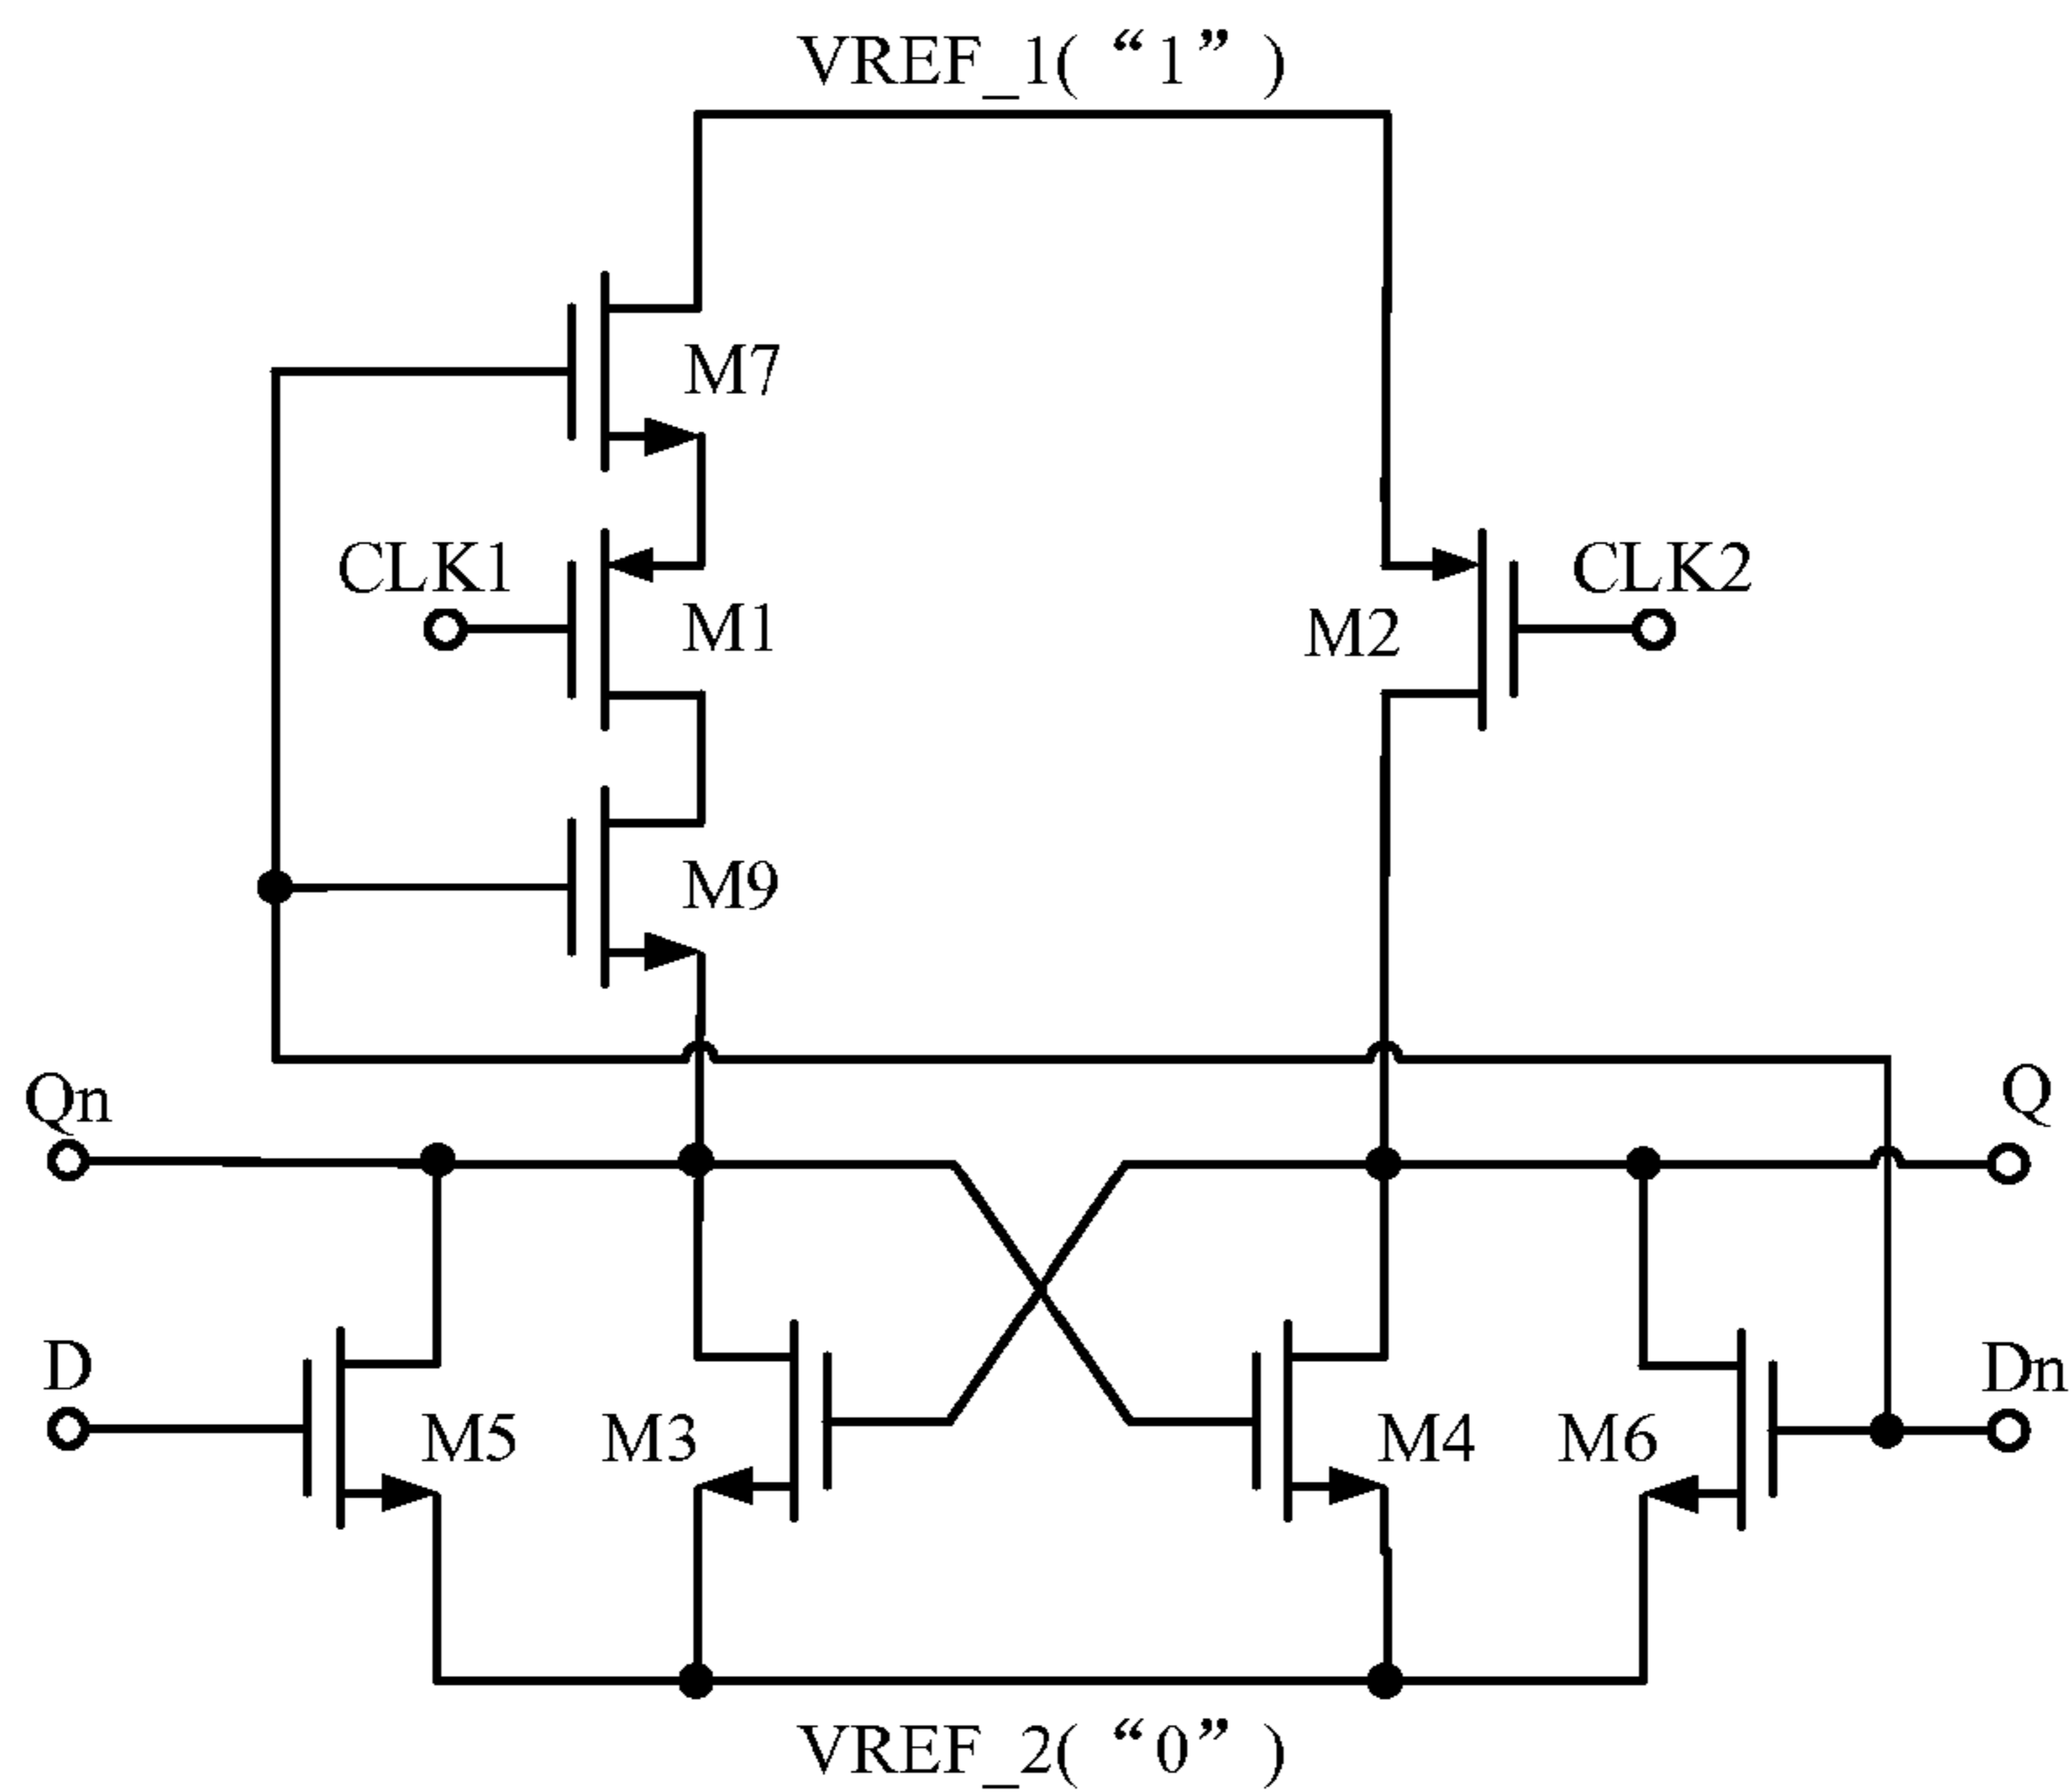 VREF_1(“1”)
M7
CLK1
M1
M2
CLK2
M9
Qn
Q
D
M5
M3
M4
M6
Dn
VREF_2(“0”)